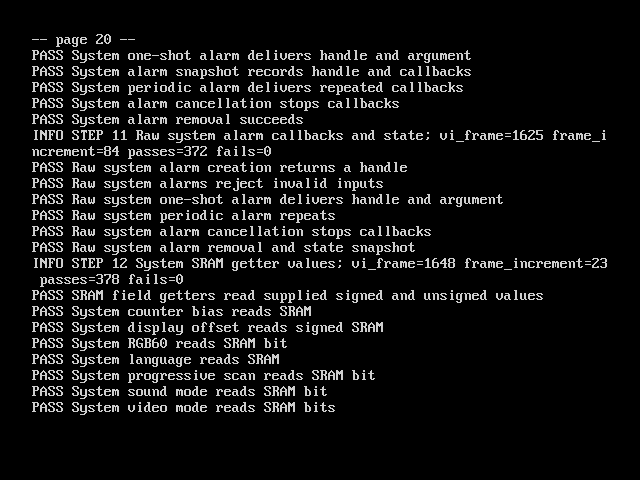 -- page 20 --
PASS System one-shot alarm delivers handle and argument
PASS System alarm snapshot records handle and callbacks
PASS System periodic alarm delivers repeated callbacks
PASS System alarm cancellation stops callbacks
PASS System alarm removal succeeds
INFO STEP 11 Raw system alarm callbacks and state; vi_frame=1625 frame_i
ncrement=84 passes=372 fails=0
PASS Raw system alarm creation returns a handle
PASS Raw system alarms reject invalid inputs
PASS Raw system one-shot alarm delivers handle and argument
PASS Raw system periodic alarm repeats
PASS Raw system alarm cancellation stops callbacks
PASS Raw system alarm removal and state snapshot
INFO STEP 12 System SRAM getter values; vi_frame=1648 frame_increment=23
 passes=378 fails=0
PASS SRAM field getters read supplied signed and unsigned values
PASS System counter bias reads SRAM
PASS System display offset reads signed SRAM
PASS System RGB60 reads SRAM bit
PASS System language reads SRAM
PASS System progressive scan reads SRAM bit
PASS System sound mode reads SRAM bit
PASS System video mode reads SRAM bits